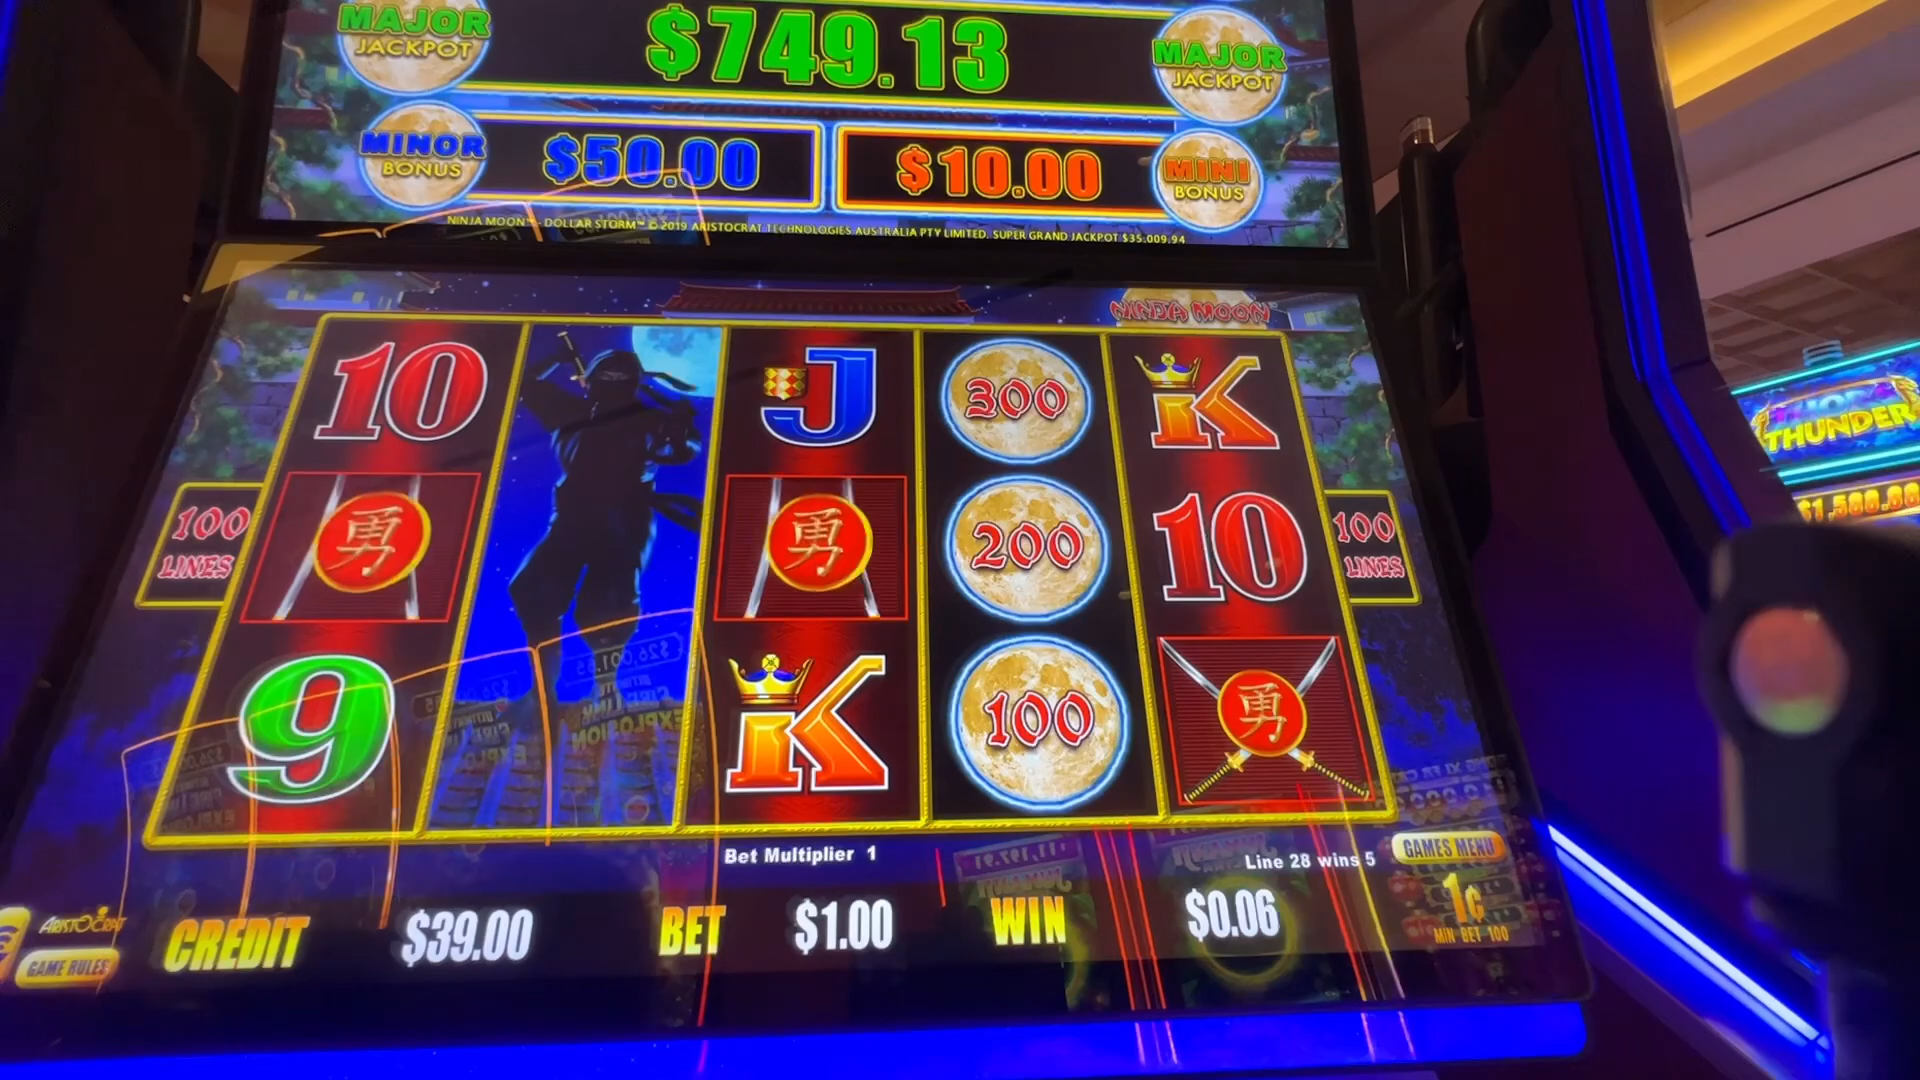 MAJOR
JACKPOT
$749.13
MAJOR
JACKPOT
MINOR
BONUS
$50.00
$10.00
MINI
BONUS
NINJA MOON™ - DOLLAR STORM™ © 2019 ARISTOCRAT TECHNOLOGIES AUSTRALIA PTY LIMITED. SUPER GRAND JACKPOT $35,009.94
NINJA MOON
10
J
300
K
100
LINES
勇
勇
200
10
100
LINES
9
K
100
勇
THUNDER
Bet Multiplier 1
Line 28 wins 5
GAMES MENU
ARISTOCRAT
GAME RULES
CREDIT
$39.00
BET
$1.00
WIN
$0.06
1¢
MIN BET 100